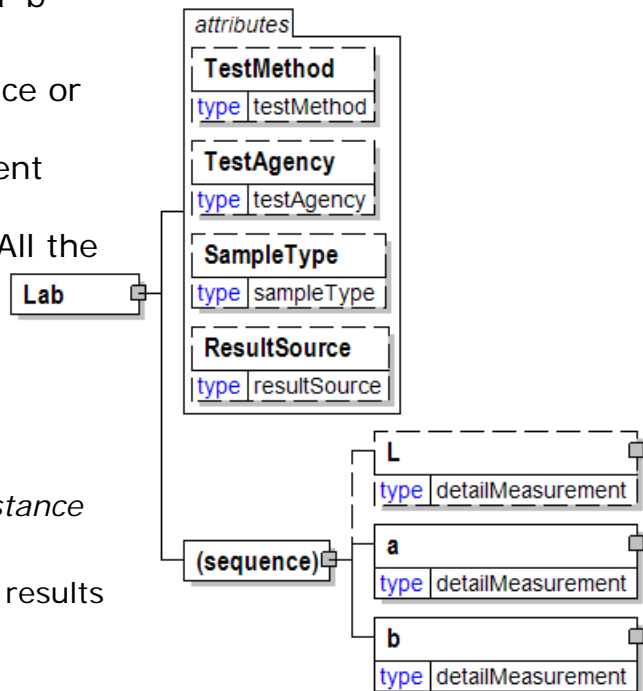 b
attributes
TestMethod
type testMethod
ce or
TestAgency
ent
type testAgency
All the
SampleType
Lab
type sampleType
ResultSource
type resultSource
L
type detailMeasurement
stance
a
(sequence)
type detailMeasurement
results
b
type detailMeasurement